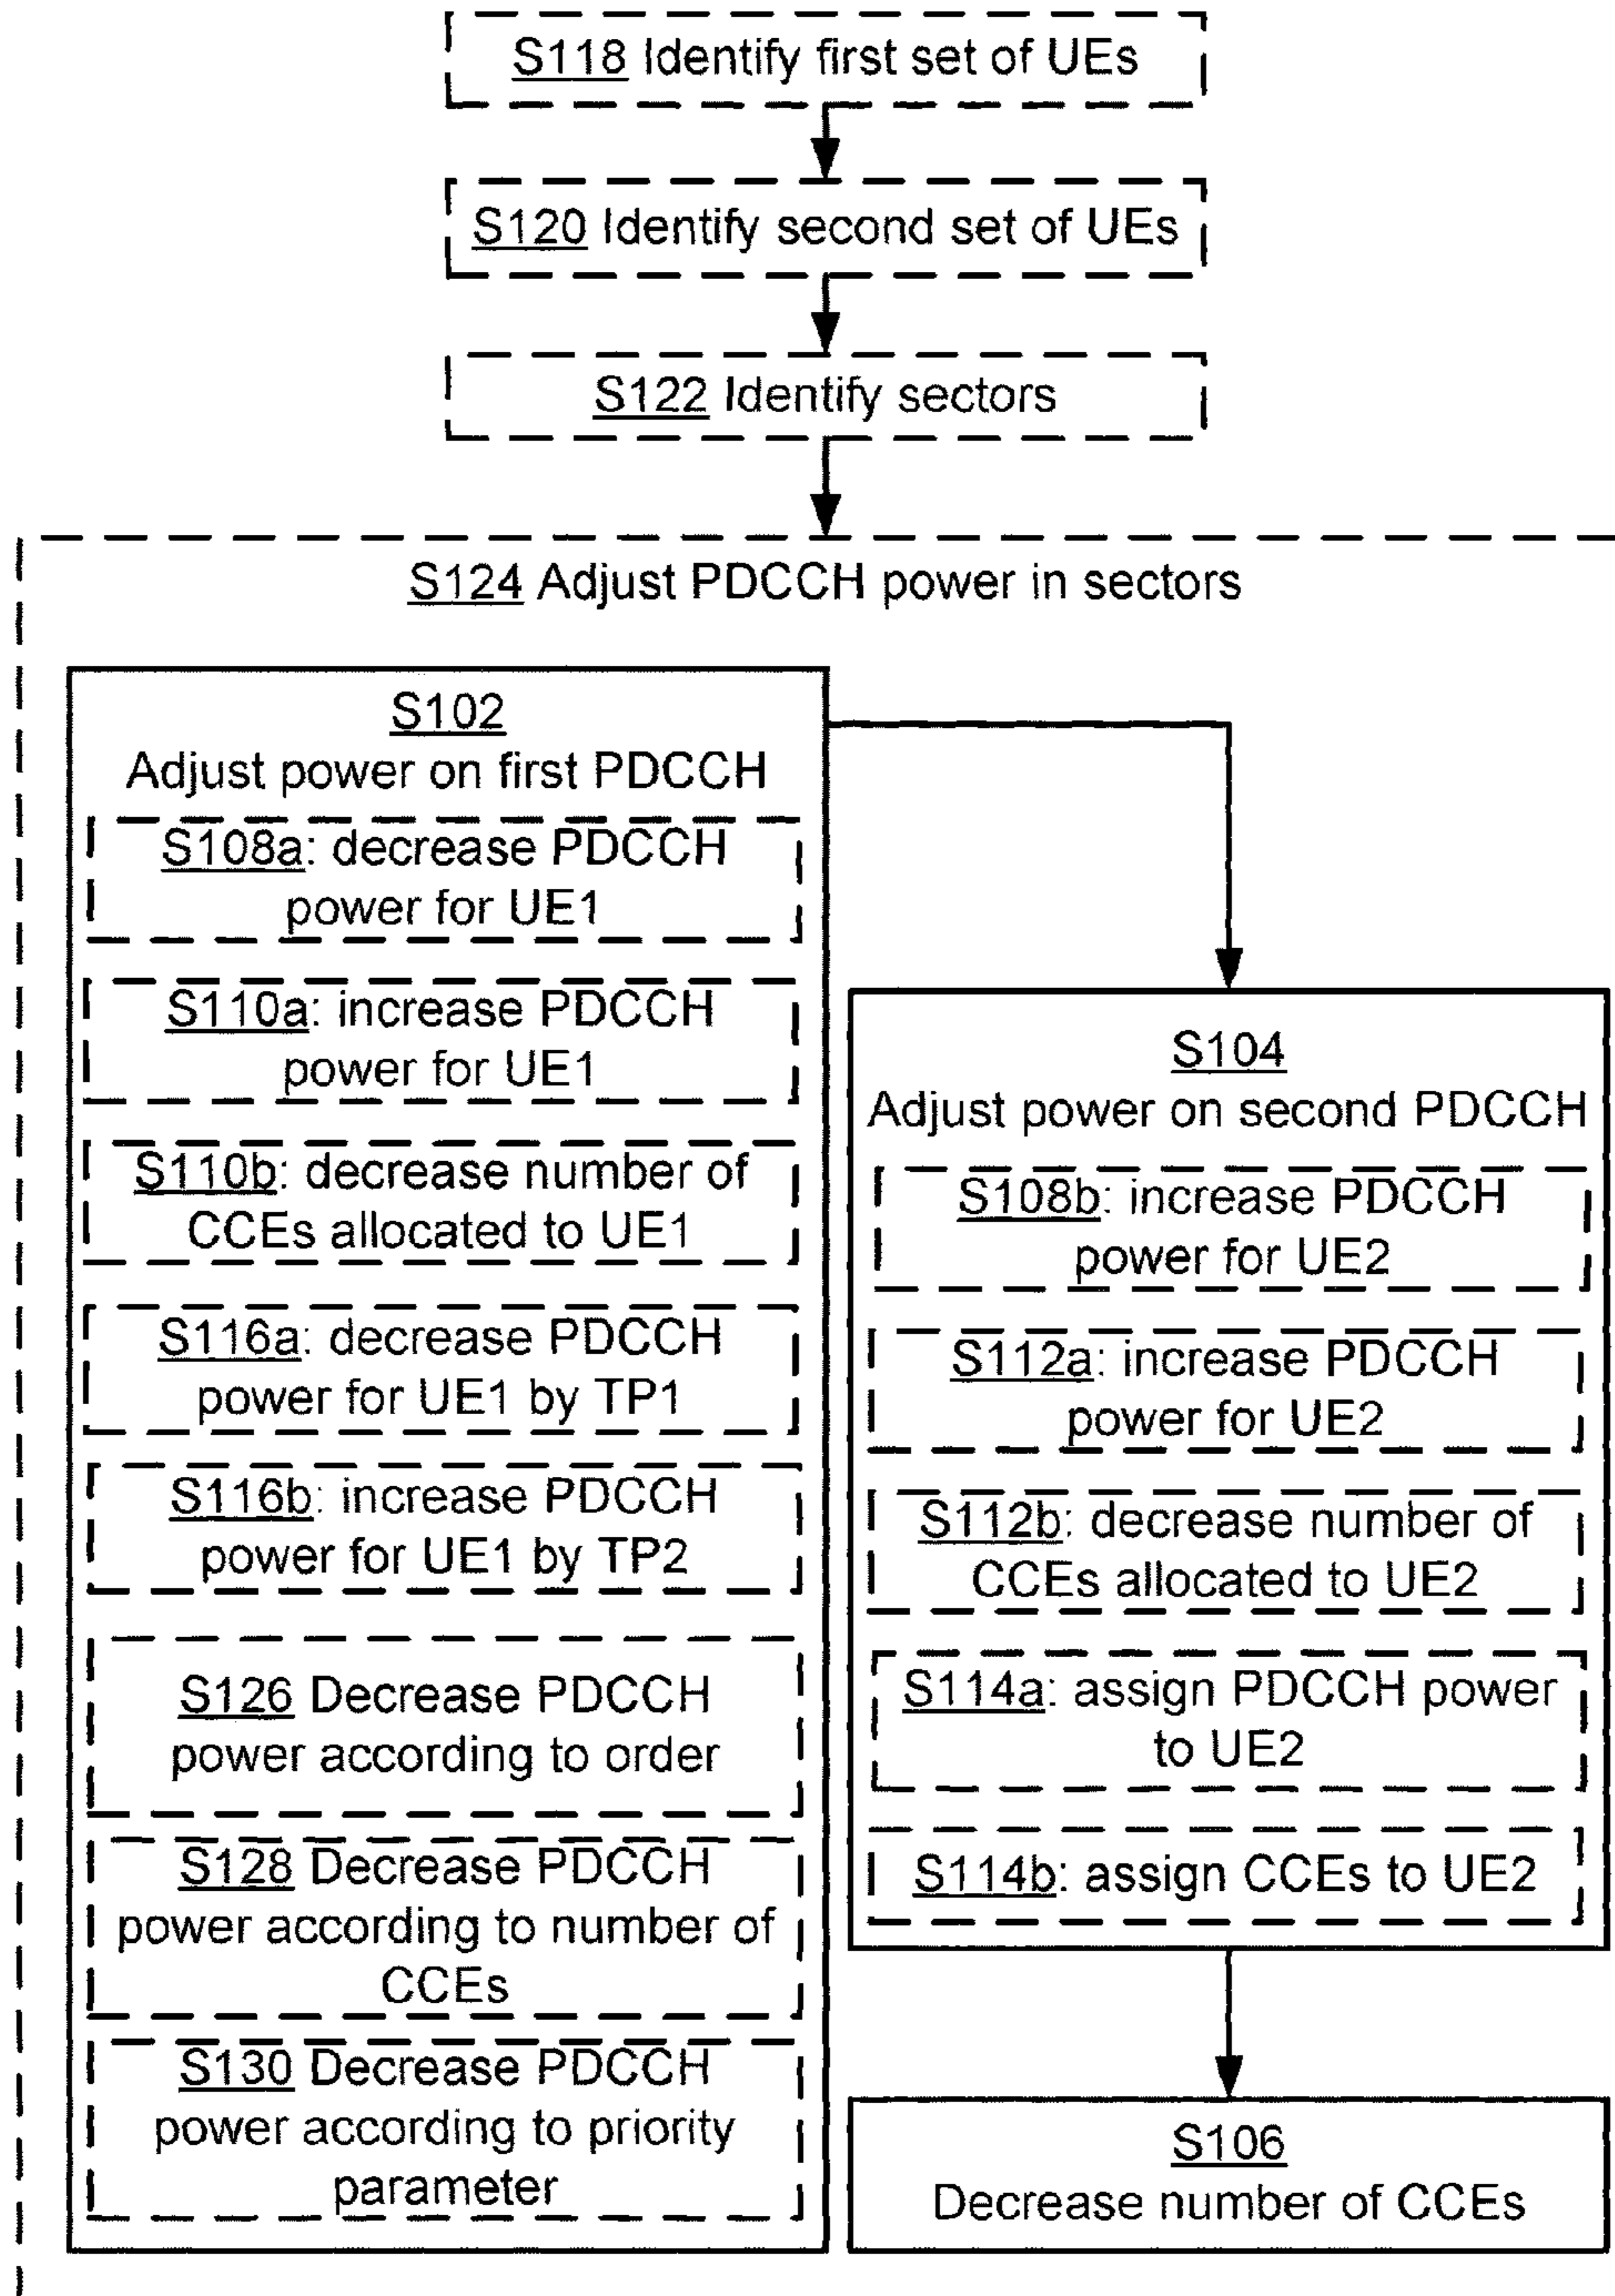 S118 Identify first set of UEs
S120 Identify second set of UEs
S122 Identify sectors
S124 Adjust PDCCH power in sectors
S102
Adjust power on first PDCCH
S108a: decrease PDCCH
power for UE1
S110a: increase PDCCH
power for UE1
S110b: decrease number of
CCEs allocated to UE1
S116a: decrease PDCCH
power for UE1 by TP1
S116b: increase PDCCH
power for UE1 by TP2
S126 Decrease PDCCH
power according to order
S128 Decrease PDCCH
power according to number of
CCEs
S130 Decrease PDCCH
power according to priority
parameter
S104
Adjust power on second PDCCH
S108b: increase PDCCH
power for UE2
S112a: increase PDCCH
power for UE2
S112b: decrease number of
CCEs allocated to UE2
S114a: assign PDCCH power
to UE2
S114b: assign CCEs to UE2
S106
Decrease number of CCEs